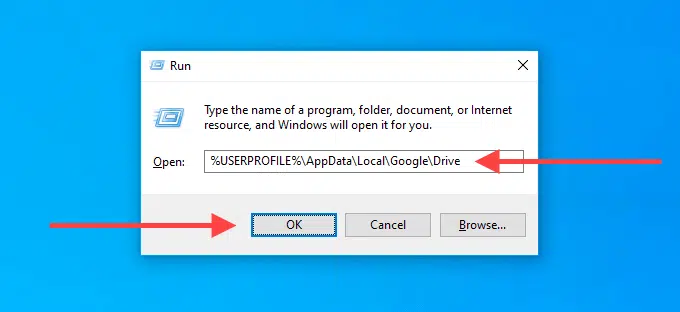 Run
Type the name of a program, folder, document, or Internet
resource, and Windows will open it for you.
Open: %USERPROFILE%\AppData\Local\Google\Drive
OK Cancel Browse...